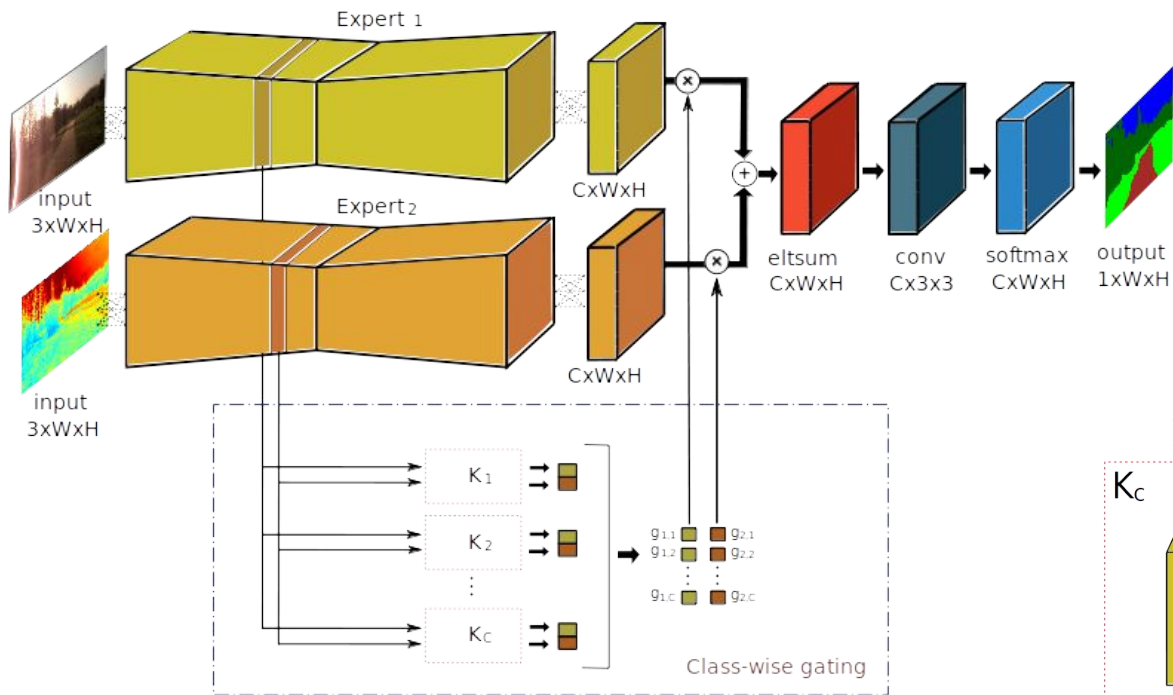 Expert 1
input
3xWxH
CxWxH
Expert 2
input
3xWxH
CxWxH
eltsum
CxWxH
conv
Cx3x3
softmax
CxWxH
output
1xWxH
K1
K2
⋮
KC
g1,1
g2,1
g1,2
g2,2
g1,C
g2,C
Class-wise gating
KC